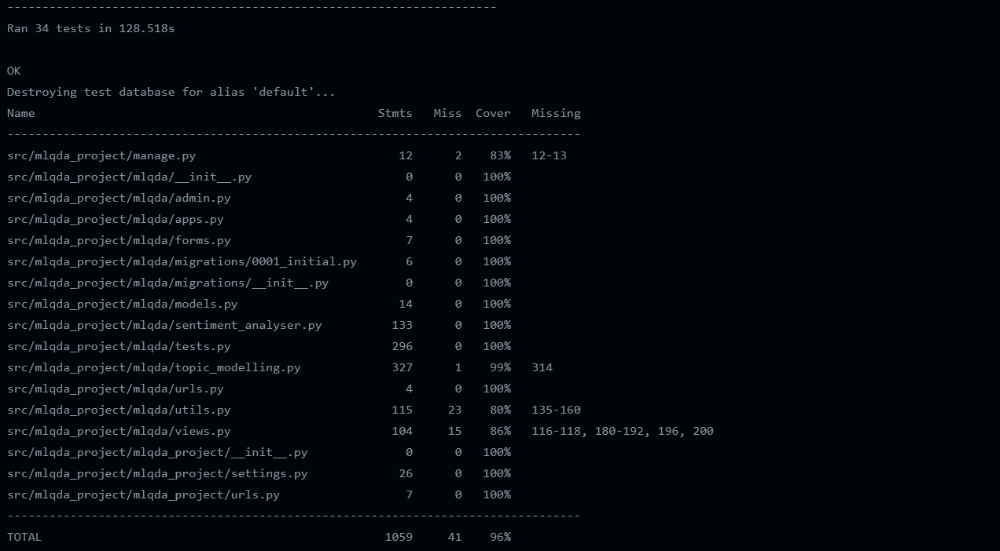 ----------------------------------------------------------------------
Ran 34 tests in 128.518s

OK
Destroying test database for alias 'default'...
Name                                                 Stmts   Miss  Cover   Missing
----------------------------------------------------------------------------------
src/mlqda_project/manage.py                             12      2    83%   12-13
src/mlqda_project/mlqda/__init__.py                      0      0   100%
src/mlqda_project/mlqda/admin.py                         4      0   100%
src/mlqda_project/mlqda/apps.py                          4      0   100%
src/mlqda_project/mlqda/forms.py                         7      0   100%
src/mlqda_project/mlqda/migrations/0001_initial.py       6      0   100%
src/mlqda_project/mlqda/migrations/__init__.py           0      0   100%
src/mlqda_project/mlqda/models.py                       14      0   100%
src/mlqda_project/mlqda/sentiment_analyser.py          133      0   100%
src/mlqda_project/mlqda/tests.py                       296      0   100%
src/mlqda_project/mlqda/topic_modelling.py             327      1    99%   314
src/mlqda_project/mlqda/urls.py                          4      0   100%
src/mlqda_project/mlqda/utils.py                       115     23    80%   135-160
src/mlqda_project/mlqda/views.py                       104     15    86%   116-118, 180-192, 196, 200
src/mlqda_project/mlqda_project/__init__.py              0      0   100%
src/mlqda_project/mlqda_project/settings.py             26      0   100%
src/mlqda_project/mlqda_project/urls.py                  7      0   100%
----------------------------------------------------------------------------------
TOTAL                                                 1059     41    96%